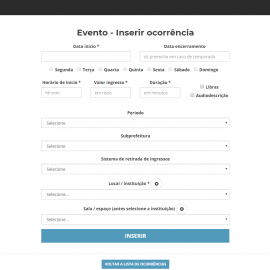 Evento - Inserir ocorrência
Data início * Data encerramento
só preencha em caso de temporada
Segunda Terça Quarta Quinta Sexta Sábado Domingo
Horário de início * Valor ingresso * Duração *
em reais em minutos
Libras
Audiodescrição
Período
Selecione
Subprefeitura
Selecione
Sistema de retirada de ingressos
Selecione
Local / instituição *
Selecione...
Sala / espaço (antes selecione a instituição)
Selecione...
INSERIR
VOLTAR A LISTA DE OCORRÊNCIAS